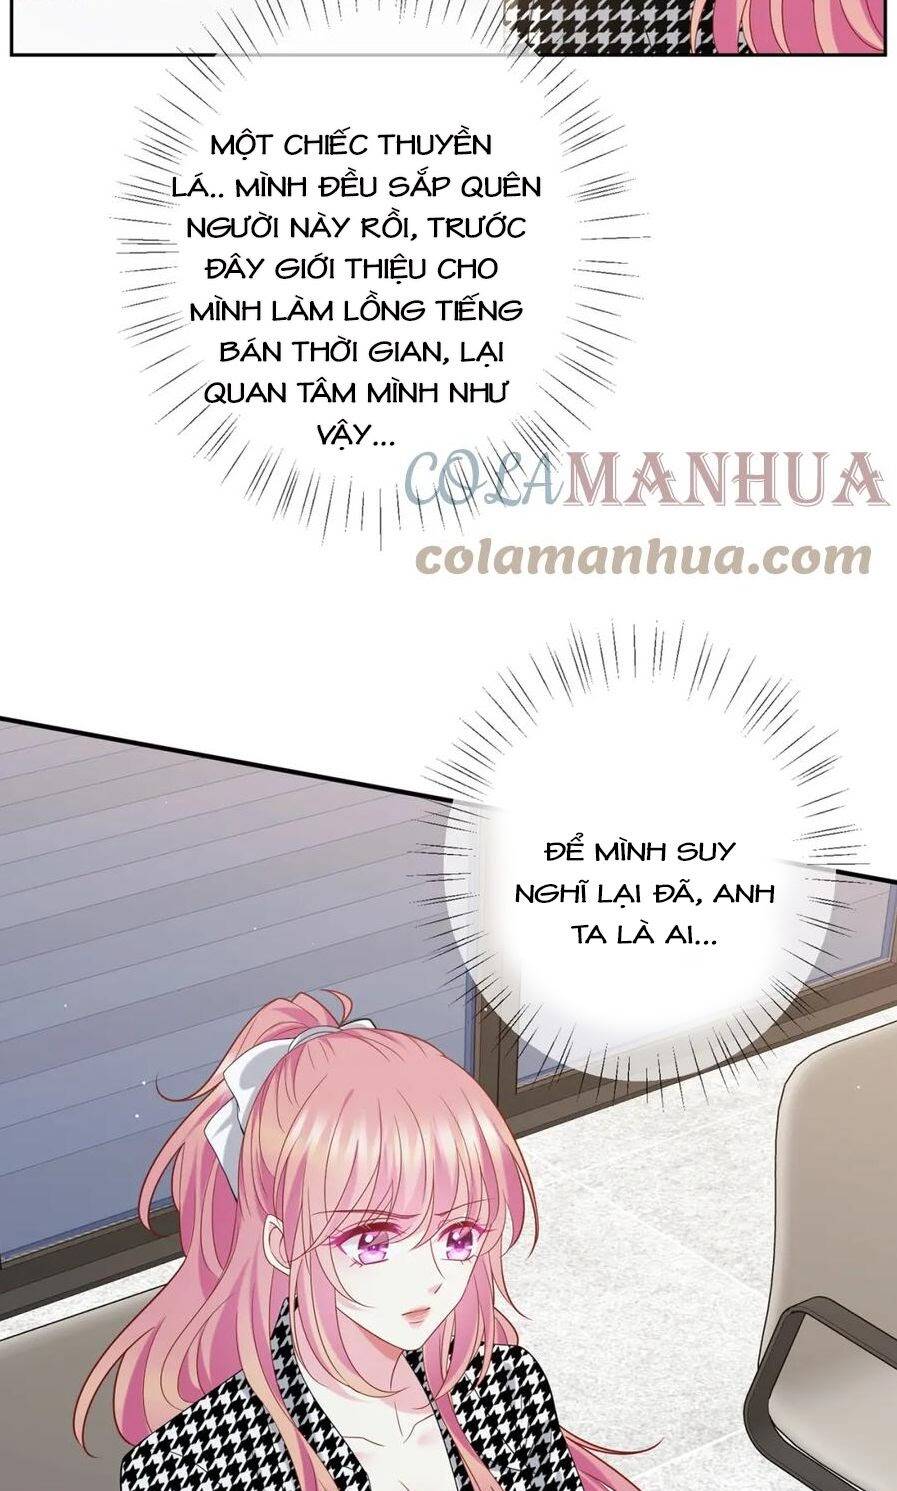 MỘT CHIẾC THUYỀN
LÁ.. MÌNH ĐỀU SẮP QUÊN
NGƯỜI NÀY RỒI, TRƯỚC
ĐÂY GIỚI THIỆU CHO
MÌNH LÀM LỒNG TIẾNG
BÁN THỜI GIAN, LẠI
QUAN TÂM MÌNH NHƯ
VẬY...
COLAMANHUA
colamanhua.com
ĐỂ MÌNH SUY
NGHĨ LẠI ĐÃ, ANH
TA LÀ AI...